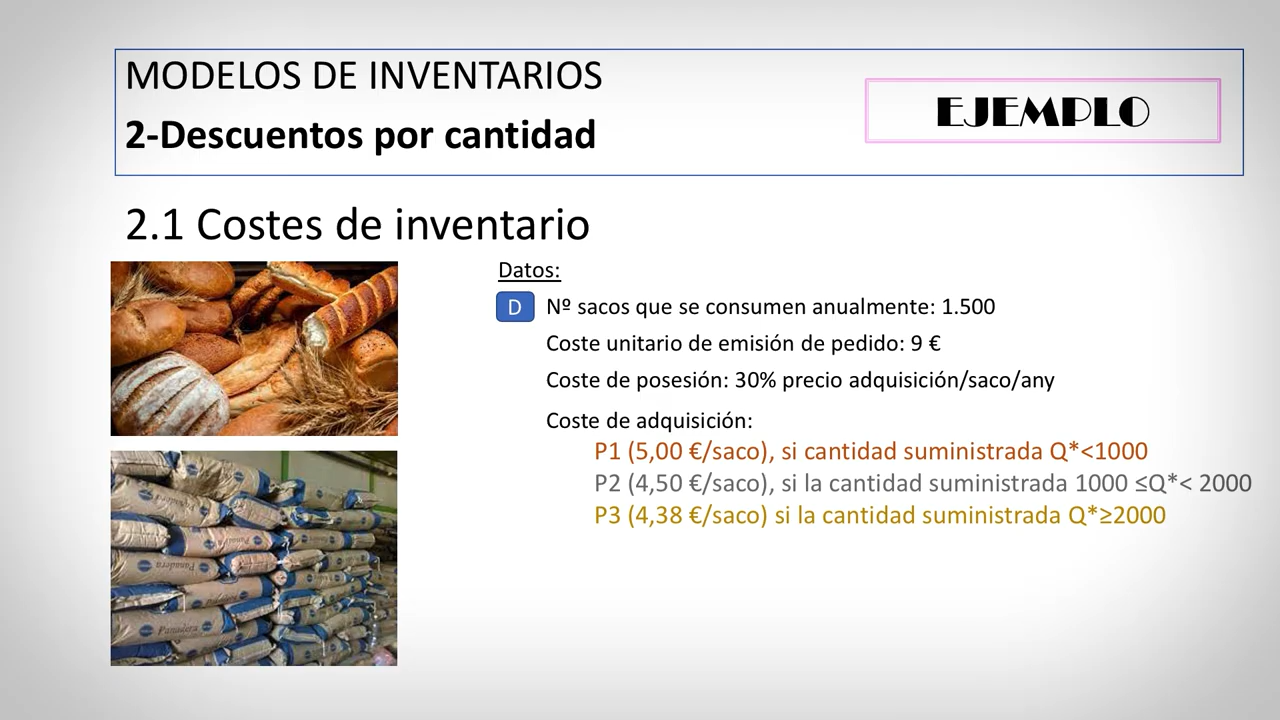 MODELOS DE INVENTARIOS
2-Descuentos por cantidad
EJEMPLO
2.1 Costes de inventario
Datos:
D Nº sacos que se consumen anualmente: 1.500
Coste unitario de emisión de pedido: 9 €
Coste de posesión: 30% precio adquisición/saco/any
Coste de adquisición:
P1 (5,00 €/saco), si cantidad suministrada Q*<1000
P2 (4,50 €/saco), si la cantidad suministrada 1000 ≤Q*< 2000
P3 (4,38 €/saco) si la cantidad suministrada Q*≥2000
Panadera
Panadera